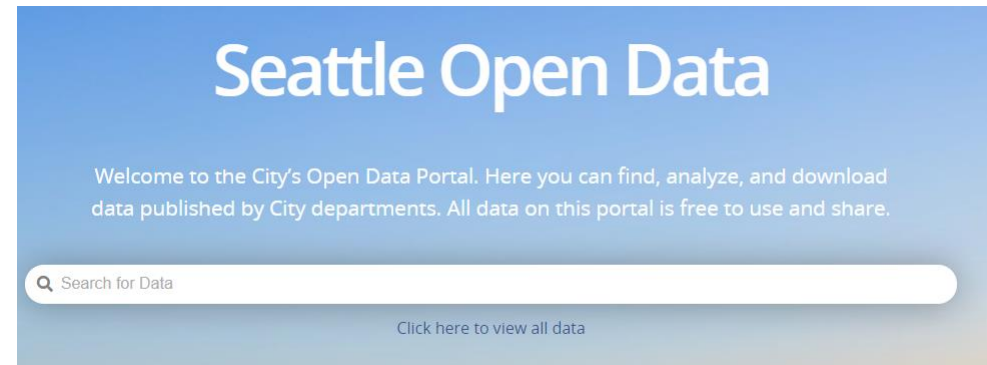 Seattle Open Data
Welcome to the City's Open Data Portal. Here you can find, analyze, and download
data published by City departments. All data on this portal is free to use and share.
Search for Data
Click here to view all data